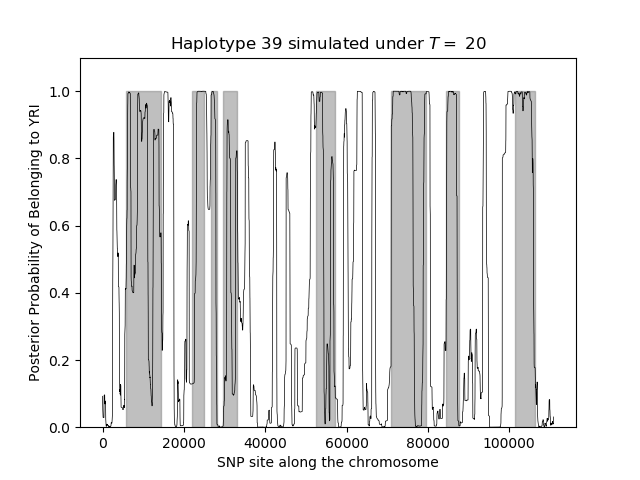 Haplotype 39 simulated under T = 20
Posterior Probability of Belonging to YRI
1.0
0.8
0.6
0.4
0.2
0.0
0 20000 40000 60000 80000 100000
SNP site along the chromosome